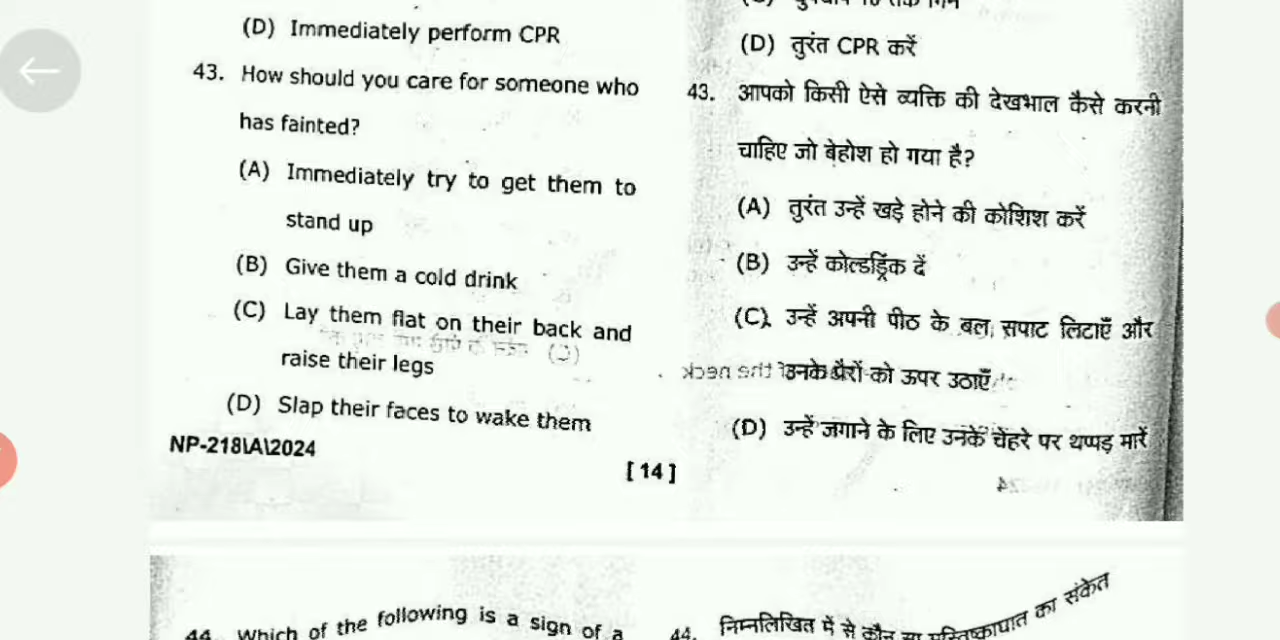 (D) Immediately perform CPR
43. How should you care for someone who
has fainted?
(A) Immediately try to get them to
stand up
(B) Give them a cold drink
(C) Lay them flat on their back and
raise their legs
(D) Slap their faces to wake them
NP-218\A\2024
(D) तुरंत CPR करें
43. आपको किसी ऐसे व्यक्ति की देखभाल कैसे करनी
चाहिए जो बेहोश हो गया है?
(A) तुरंत उन्हें खड़े होने की कोशिश करें
(B) उन्हें कोल्डड्रिंक दें
(C) उन्हें अपनी पीठ के बल सपाट लिटाएँ और
उनके पैरों को ऊपर उठाएँ
(D) उन्हें जगाने के लिए उनके चेहरे पर थप्पड़ मारें
[ 14 ]
44. Which of the following is a sign of a
44. निम्नलिखित में से कौन सा मस्तिष्काघात का संकेत